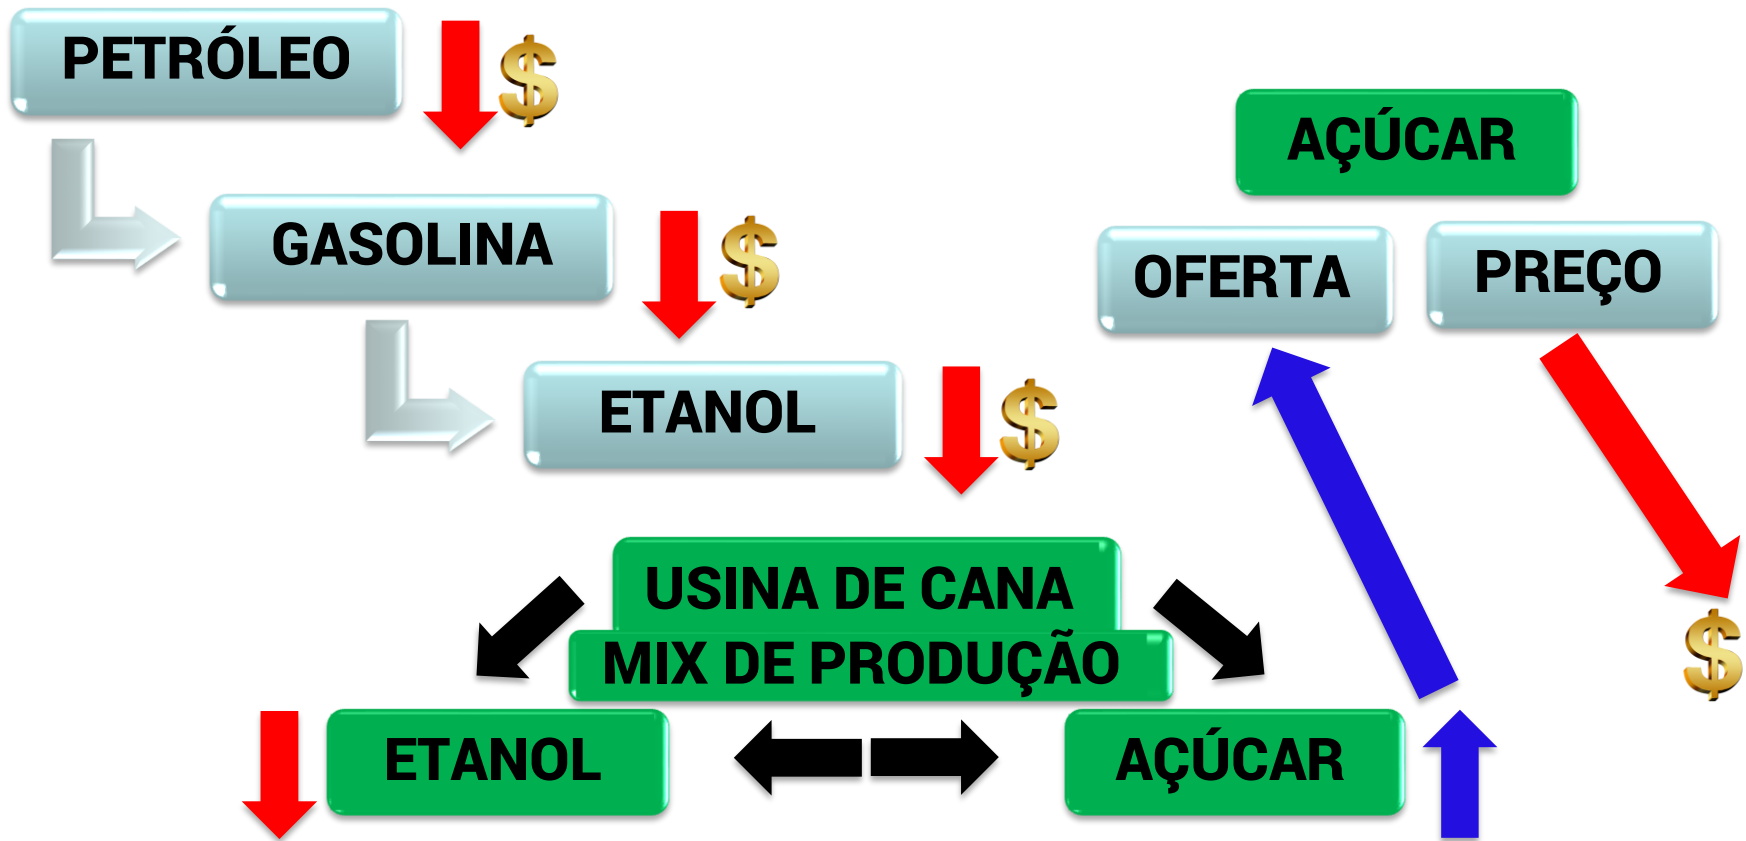 PETRÓLEO
$
GASOLINA
$
ETANOL
$
AÇÚCAR
OFERTA
PREÇO
$
USINA DE CANA
MIX DE PRODUÇÃO
ETANOL
AÇÚCAR